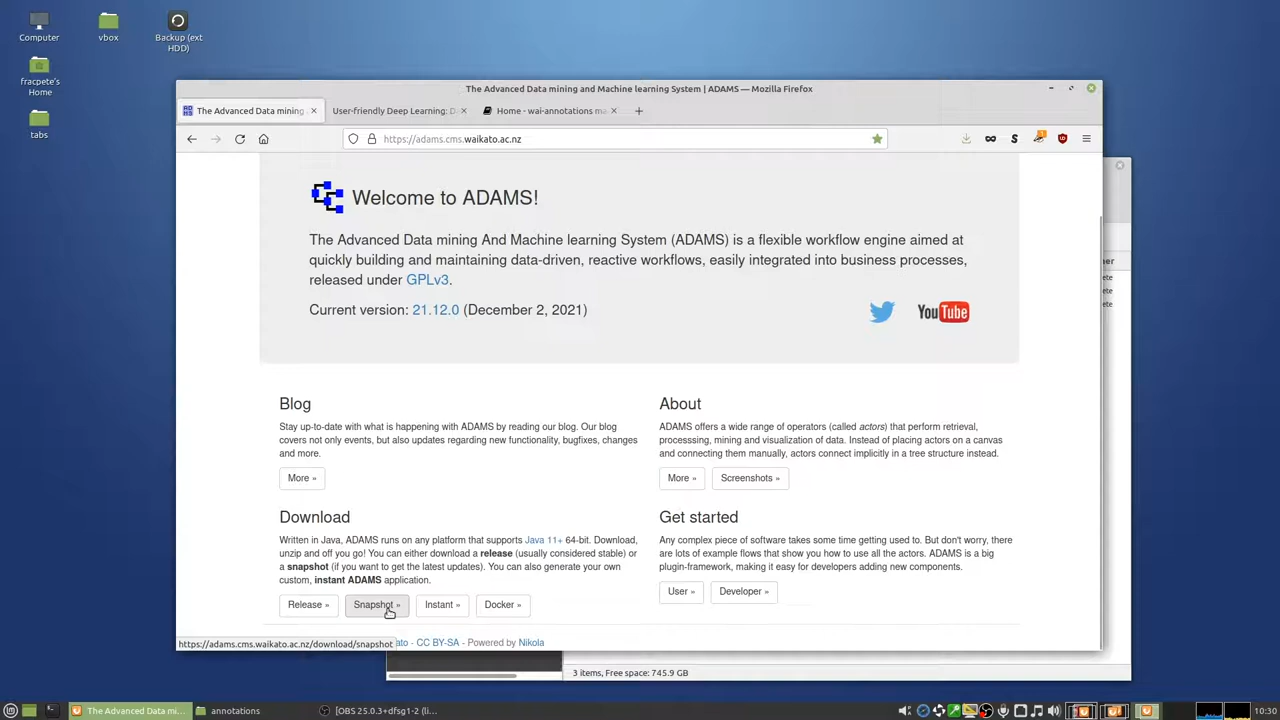 Computer
vbox
Backup (ext
HDD)
fracpete's
Home
tabs
The Advanced Data mining and Machine learning System | ADAMS — Mozilla Firefox
The Advanced Data mining
User-friendly Deep Learning: D
Home - wai-annotations ma
https://adams.cms.waikato.ac.nz
Welcome to ADAMS!
The Advanced Data mining And Machine learning System (ADAMS) is a flexible workflow engine aimed at
quickly building and maintaining data-driven, reactive workflows, easily integrated into business processes,
released under GPLv3.
Current version: 21.12.0 (December 2, 2021)
YouTube
Blog
Stay up-to-date with what is happening with ADAMS by reading our blog. Our blog
covers not only events, but also updates regarding new functionality, bugfixes, changes
and more.
More »
About
ADAMS offers a wide range of operators (called actors) that perform retrieval,
processsing, mining and visualization of data. Instead of placing actors on a canvas
and connecting them manually, actors connect implicitly in a tree structure instead.
More »
Screenshots »
Download
Written in Java, ADAMS runs on any platform that supports Java 11+ 64-bit. Download,
unzip and off you go! You can either download a release (usually considered stable) or
a snapshot (if you want to get the latest updates). You can also generate your own
custom, instant ADAMS application.
Release »
Snapshot »
Instant »
Docker »
Get started
Any complex piece of software takes some time getting used to. But don't worry, there
are lots of example flows that show you how to use all the actors. ADAMS is a big
plugin-framework, making it easy for developers adding new components.
User »
Developer »
https://adams.cms.waikato.ac.nz/download/snapshot
ato - CC BY-SA - Powered by Nikola
3 items, Free space: 745.9 GB
The Advanced Data mi...
annotations
[OBS 25.0.3+dfsg1-2 (li...
10:30